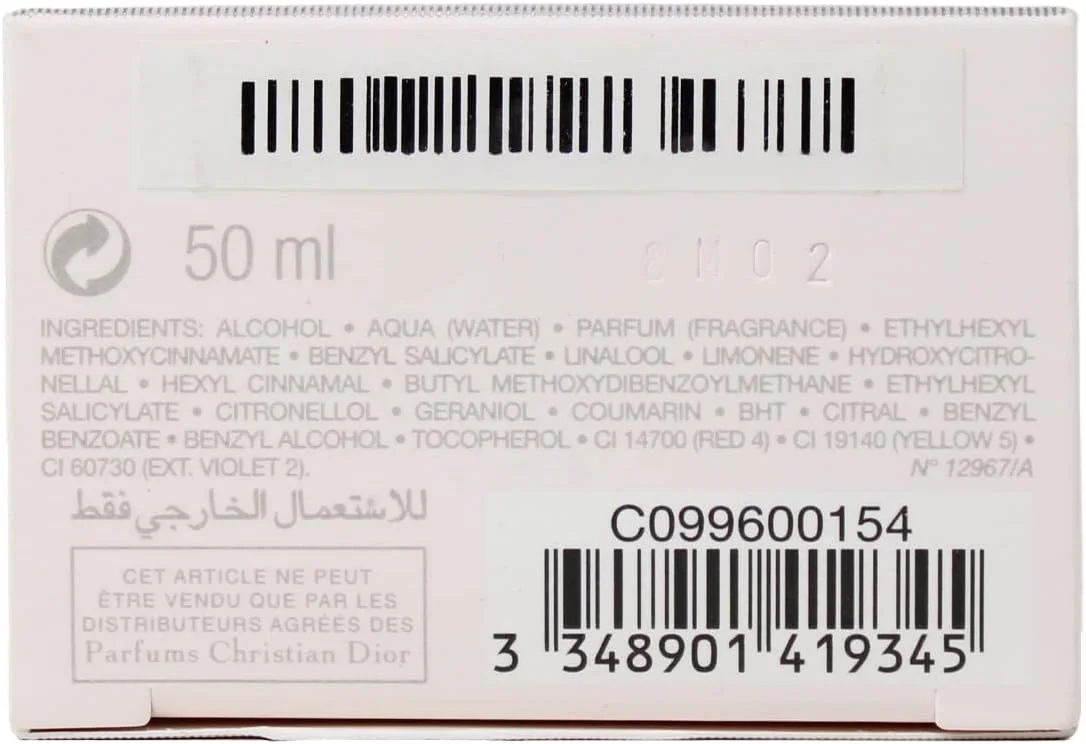 50 ml
8M02
INGREDIENTS: ALCOHOL • AQUA (WATER) • PARFUM (FRAGRANCE) • ETHYLHEXYL
METHOXYCINNAMATE • BENZYL SALICYLATE • LINALOOL • LIMONENE • HYDROXYCITRO-
NELLAL • HEXYL CINNAMAL • BUTYL METHOXYDIBENZOYLMETHANE • ETHYLHEXYL
SALICYLATE • CITRONELLOL • GERANIOL • COUMARIN • BHT • CITRAL • BENZYL
BENZOATE • BENZYL ALCOHOL • TOCOPHEROL • CI 14700 (RED 4) • CI 19140 (YELLOW 5) •
CI 60730 (EXT. VIOLET 2).
N° 12967/A
للاستعمال الخارجي فقط
CET ARTICLE NE PEUT
ÊTRE VENDU QUE PAR LES
DISTRIBUTEURS AGRÉÉS DES
Parfums Christian Dior
C099600154
3 348901 419345